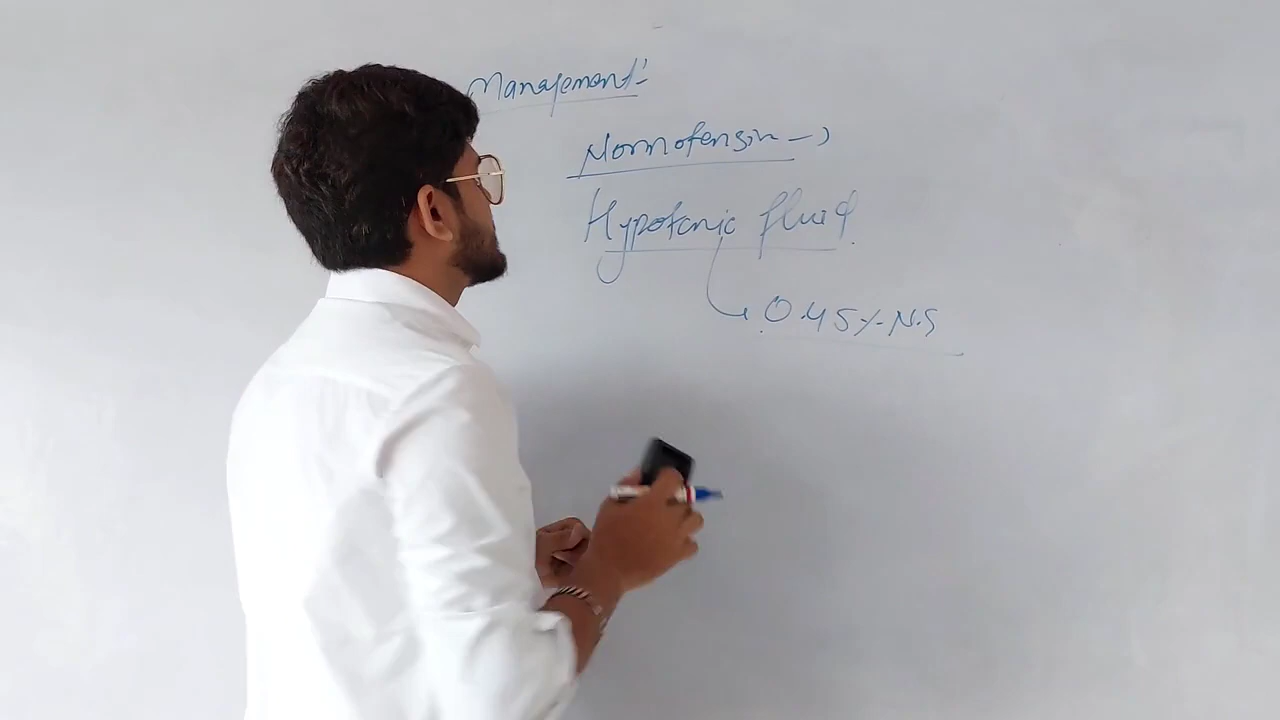 Management:-
Normotensive →
Hypotonic fluid
0.45% N.S